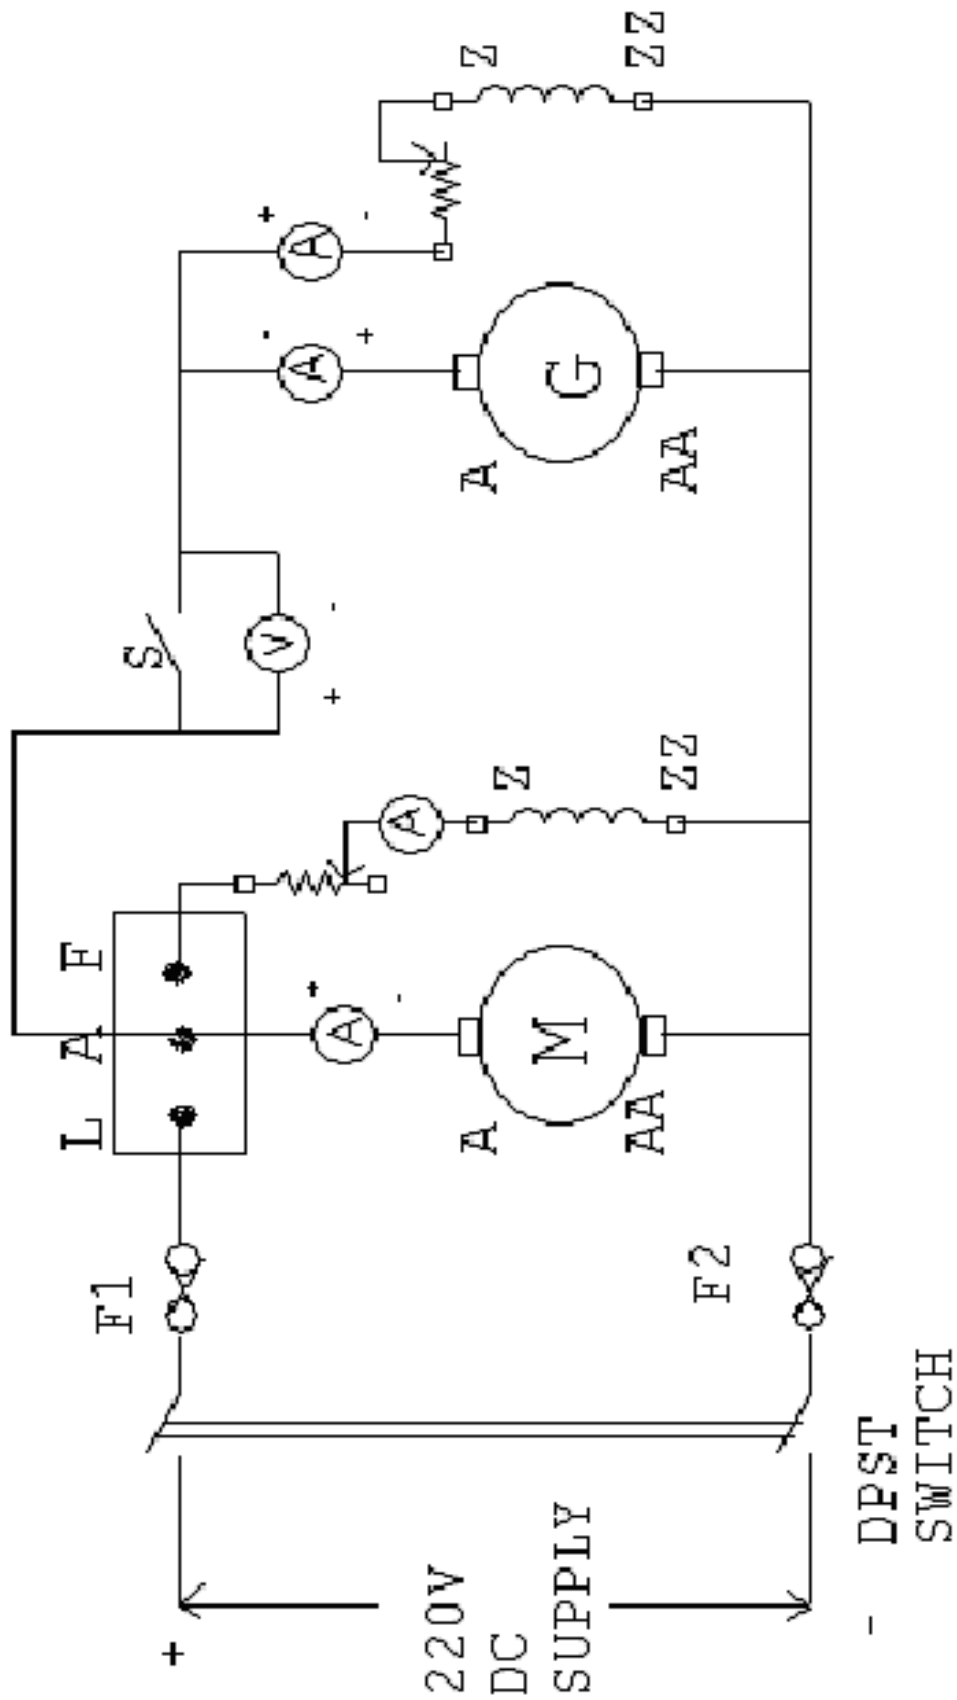 L A F
F1
S
+
+ -
V
A A
+
+ -
A
- +
-
A
220V
A A Z
DC
Z
M G
SUPPLY
AA ZZ
ZZ AA
F2
- DPST
SWITCH